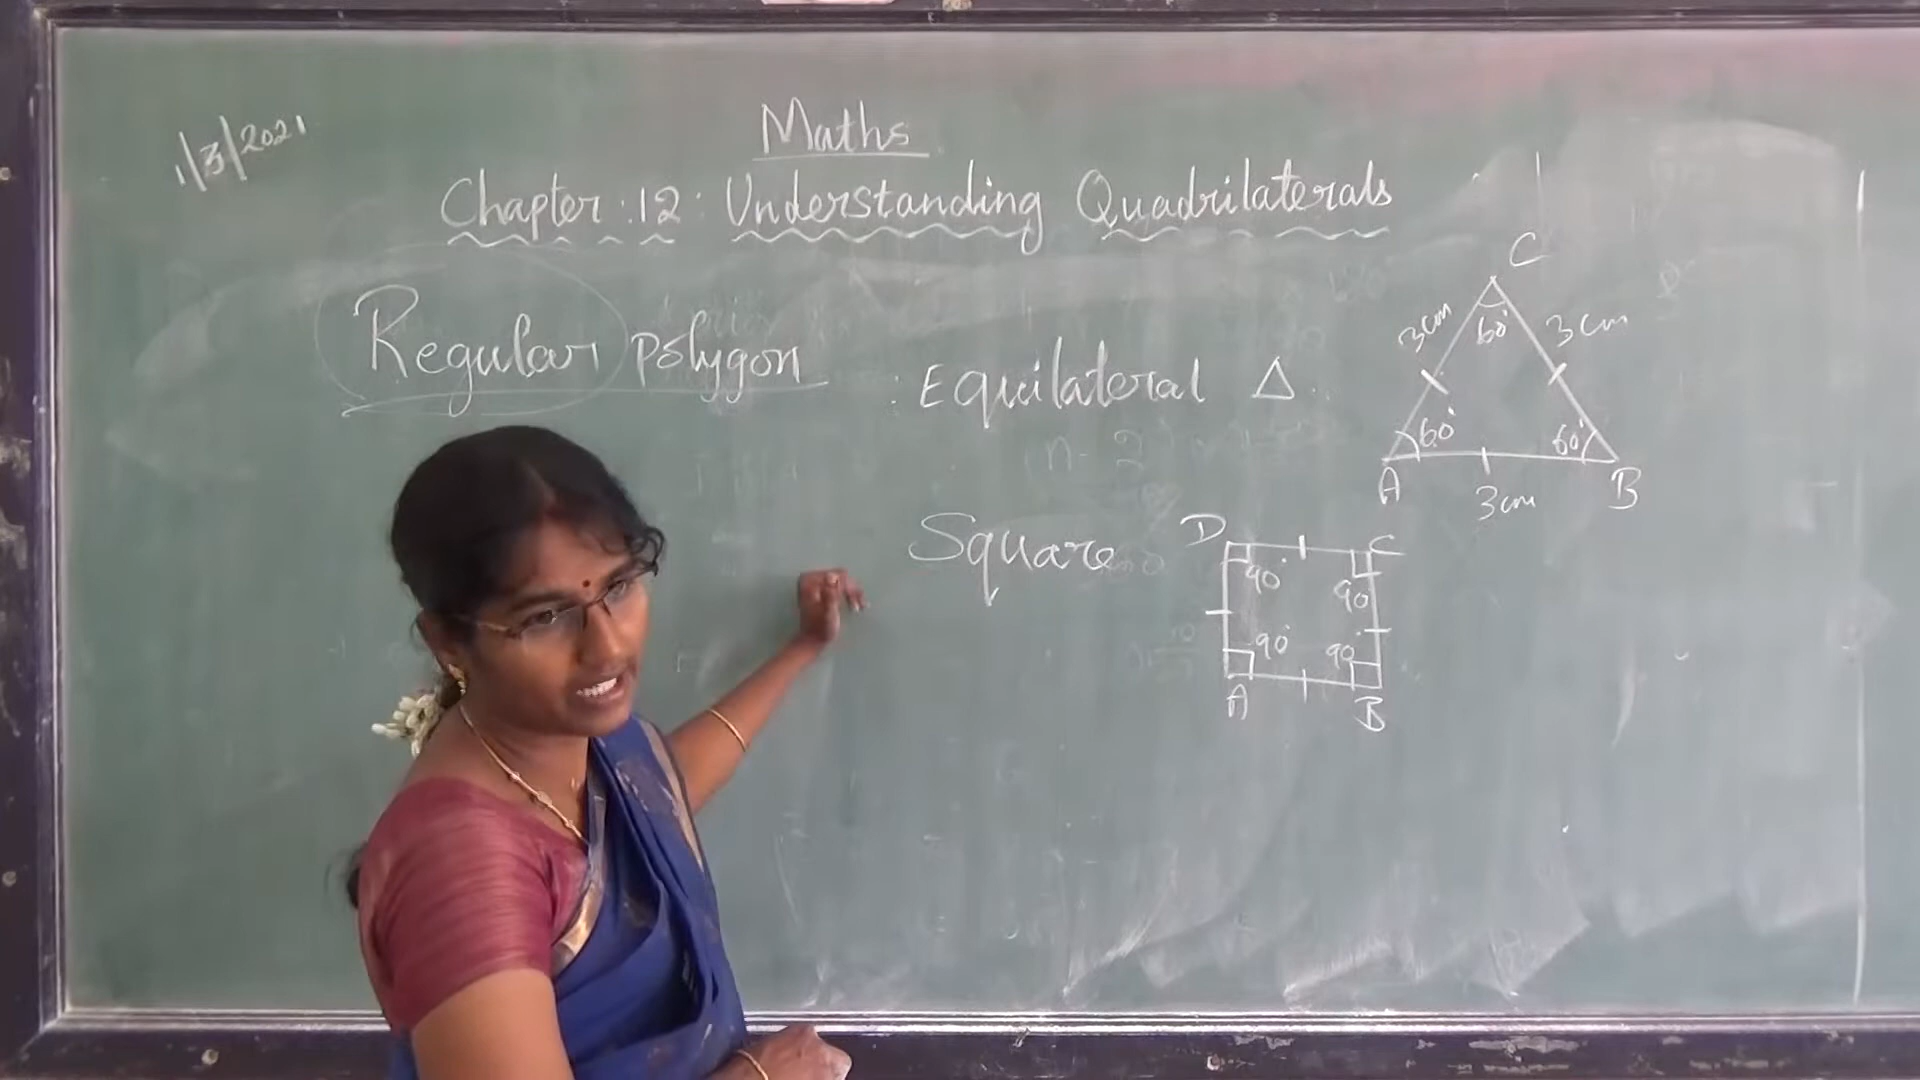 1/3/2021
Maths
Chapter :12: Understanding Quadrilaterals
Regular polygon
: Equilateral Δ
C
3cm
60°
3cm
60°
60°
A
3cm
B
Square
D
C
90°
90°
90°
90°
A
B